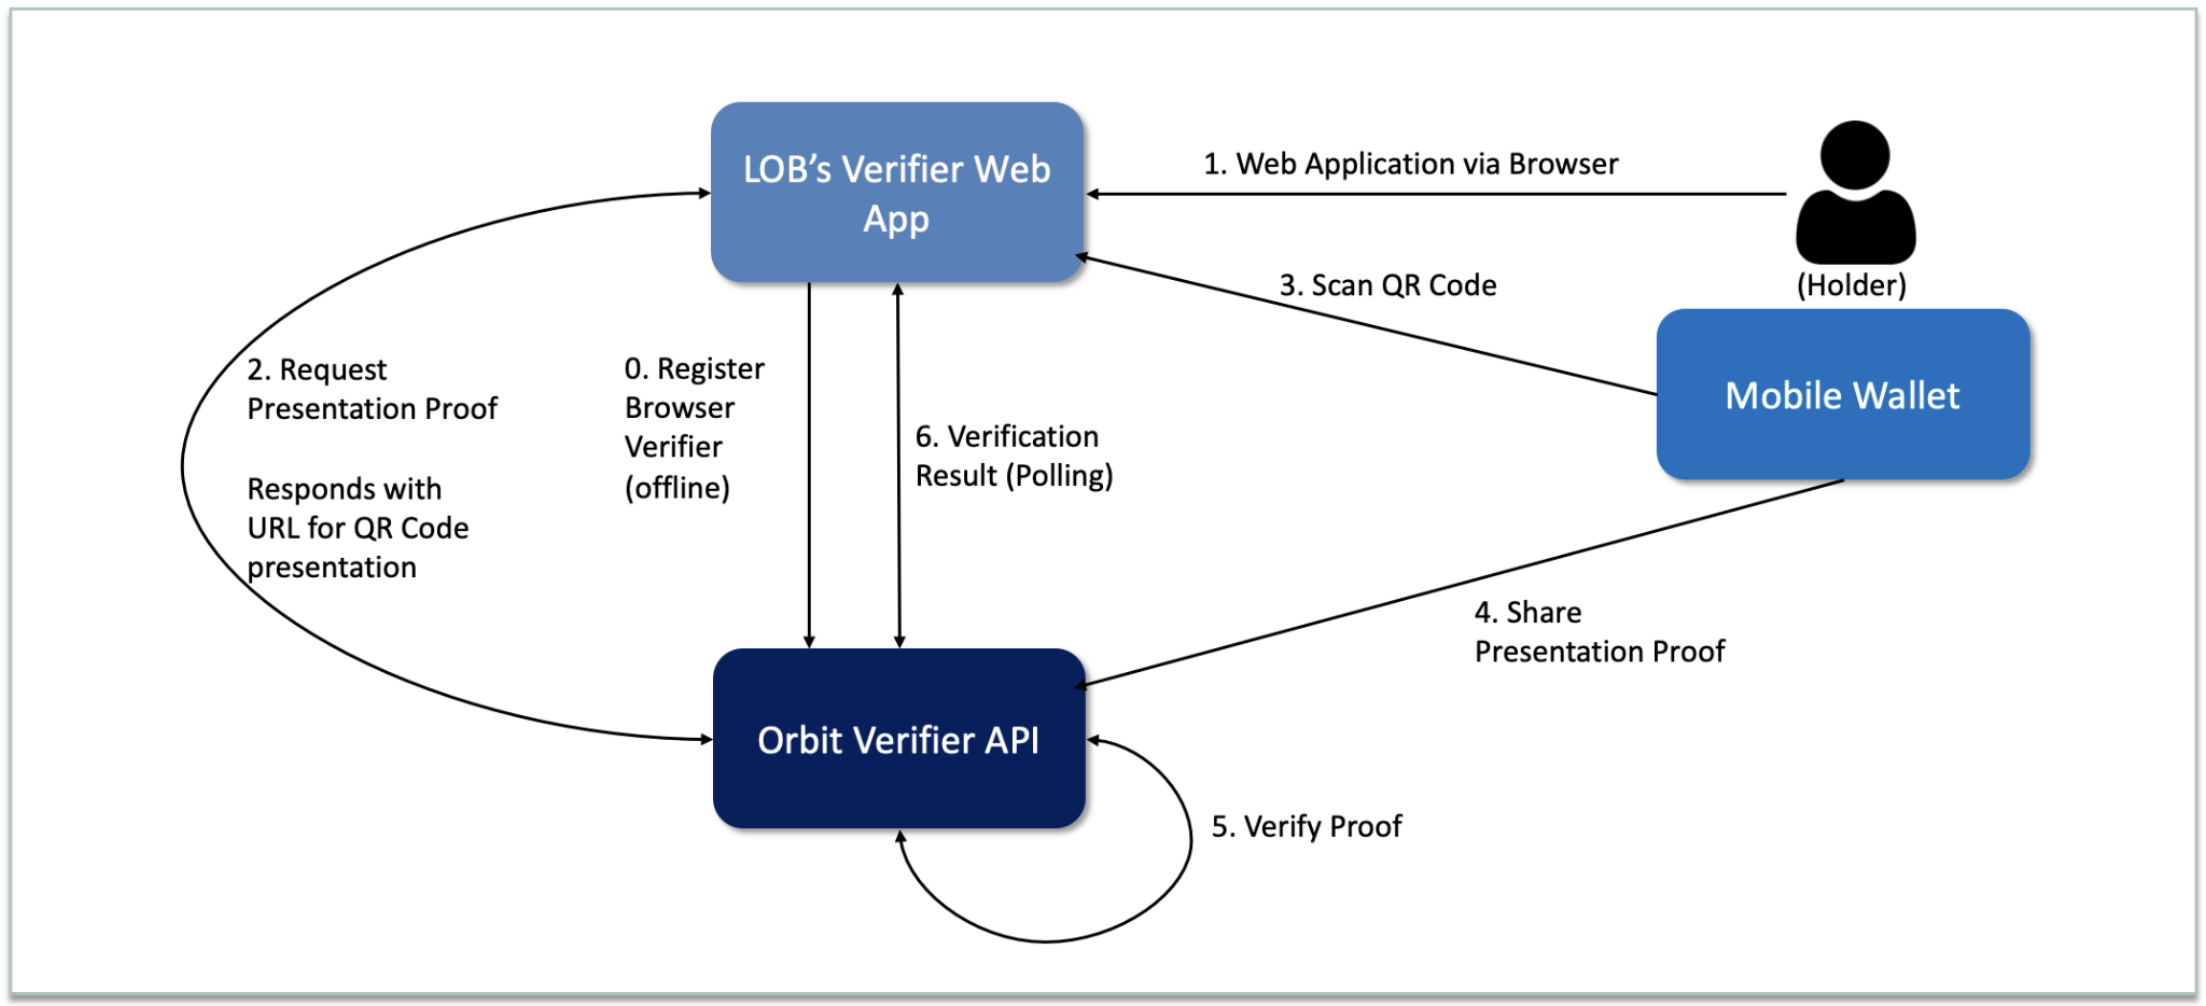 LOB’s Verifier Web
App
1. Web Application via Browser
(Holder)
3. Scan QR Code
Mobile Wallet
2. Request
Presentation Proof
Responds with
URL for QR Code
presentation
0. Register
Browser
Verifier
(offline)
6. Verification
Result (Polling)
4. Share
Presentation Proof
Orbit Verifier API
5. Verify Proof